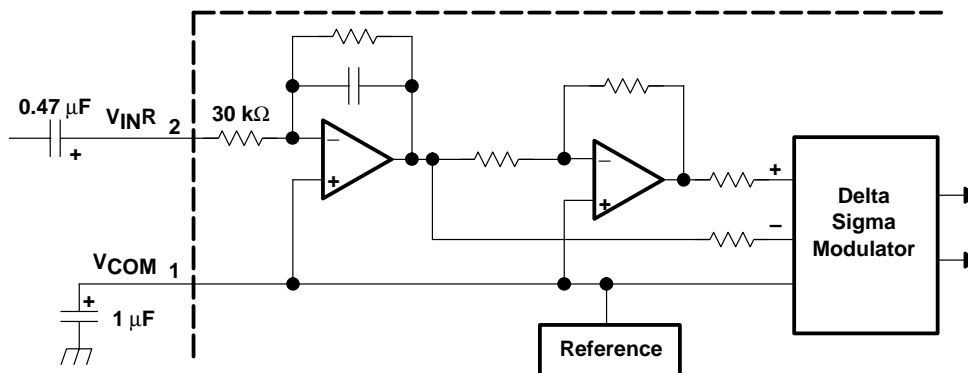 0.47 μF
VINR
2
30 kΩ
−
+
−
+
+
+
−
Delta
Sigma
Modulator
VCOM
1
+
1 μF
Reference